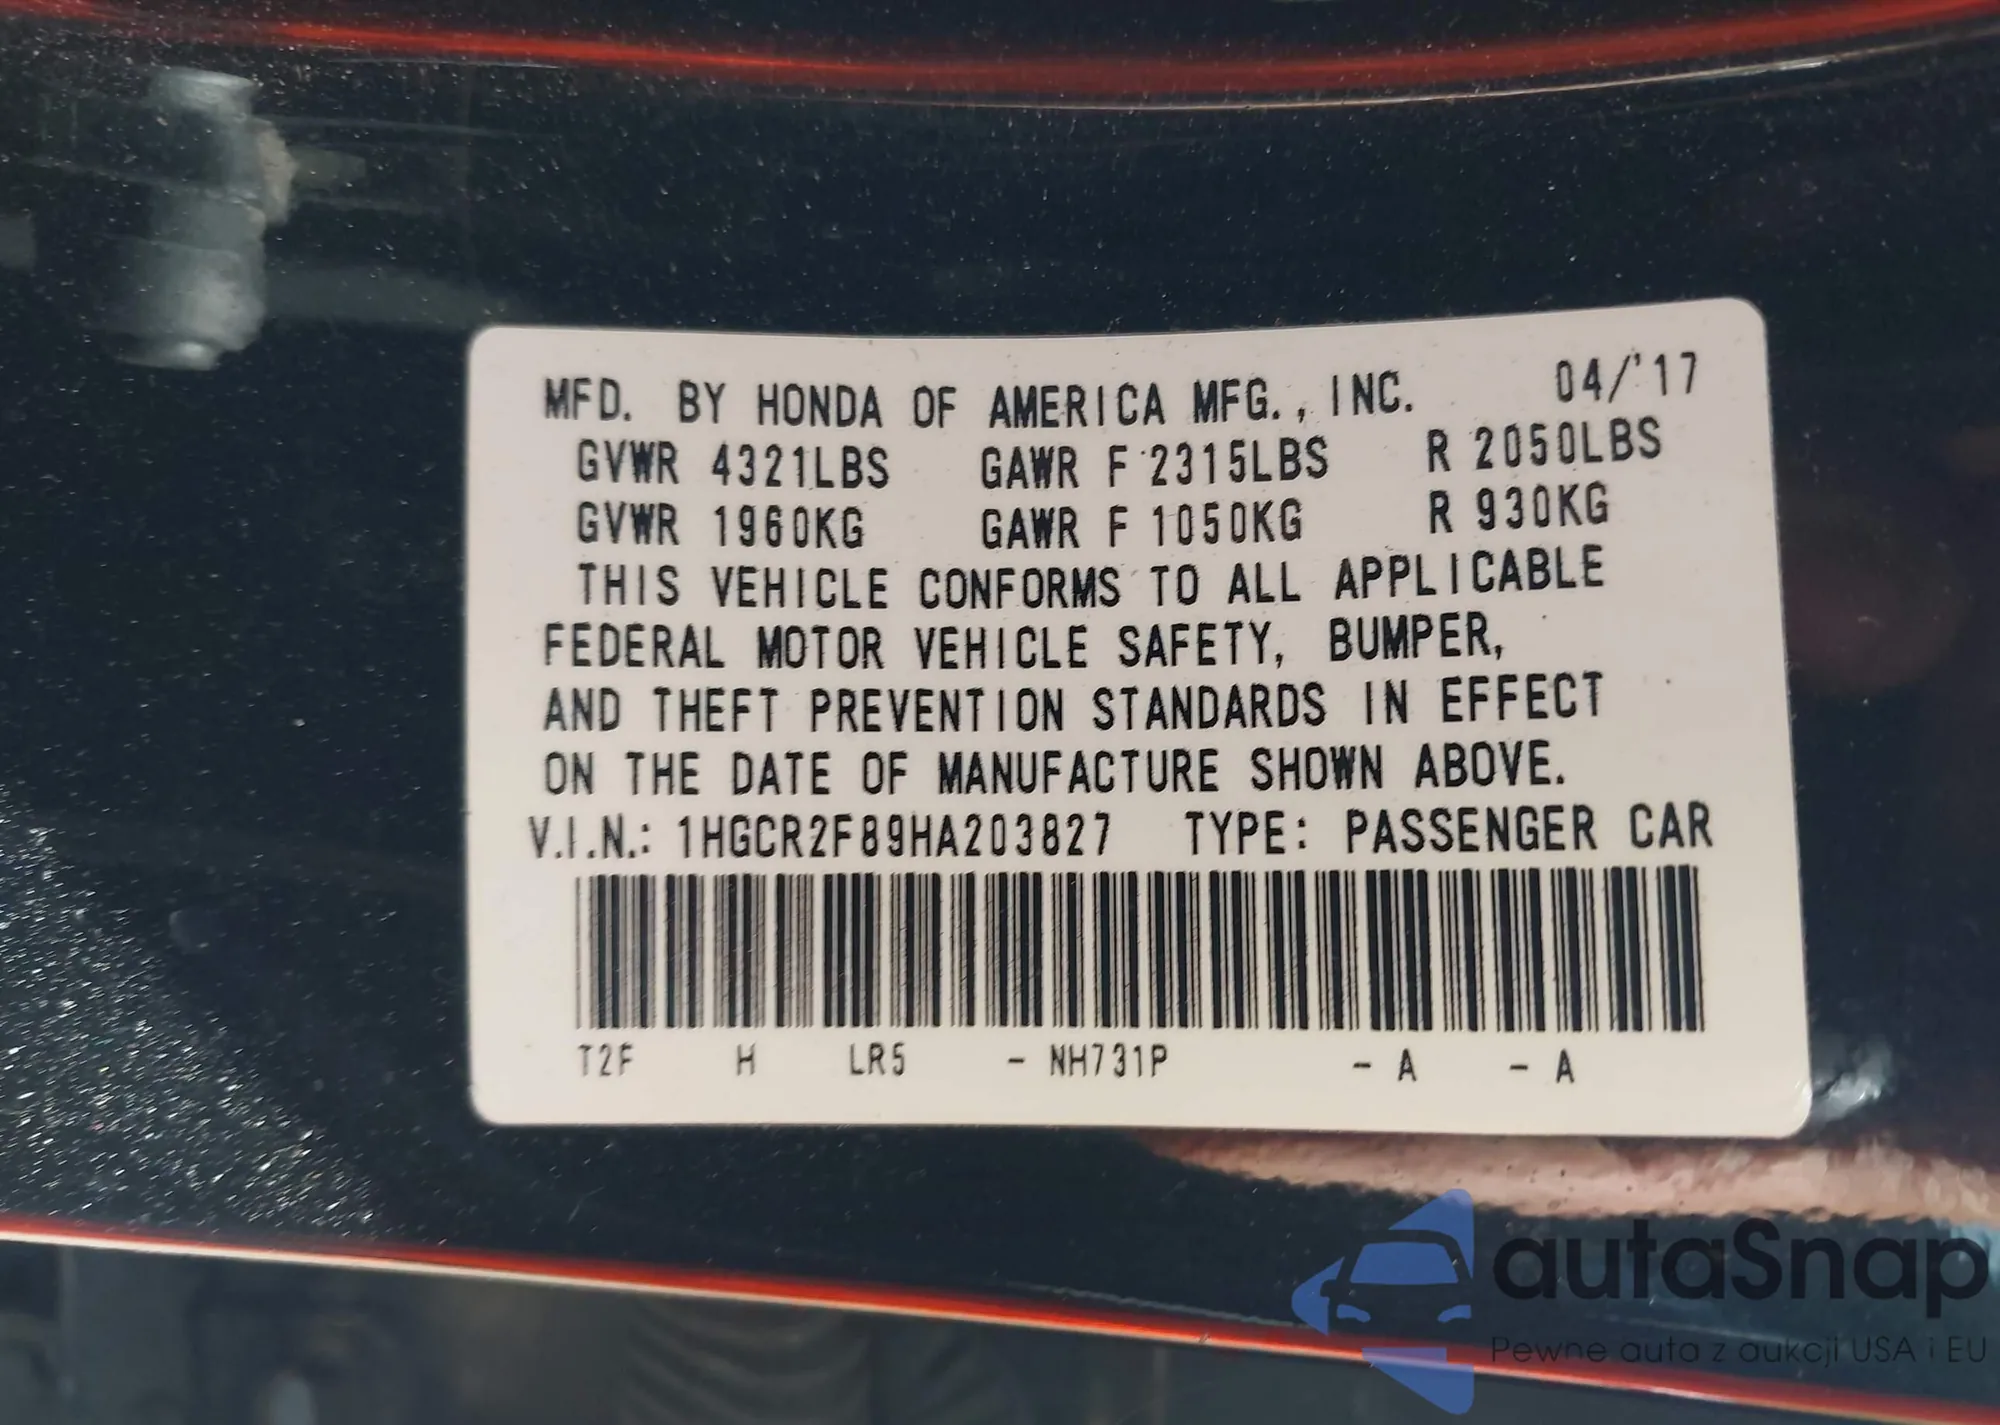 MFD. BY HONDA OF AMERICA MFG., INC. 04/'17
GVWR 4321LBS GAWR F 2315LBS R 2050LBS
GVWR 1960KG GAWR F 1050KG R 930KG
THIS VEHICLE CONFORMS TO ALL APPLICABLE
FEDERAL MOTOR VEHICLE SAFETY, BUMPER,
AND THEFT PREVENTION STANDARDS IN EFFECT
ON THE DATE OF MANUFACTURE SHOWN ABOVE.
V.I.N.: 1HGCR2F89HA203827 TYPE: PASSENGER CAR
T2F H LR5 - NH731P - A - A
autaSnap
Pewne auta z aukcji USA i EU